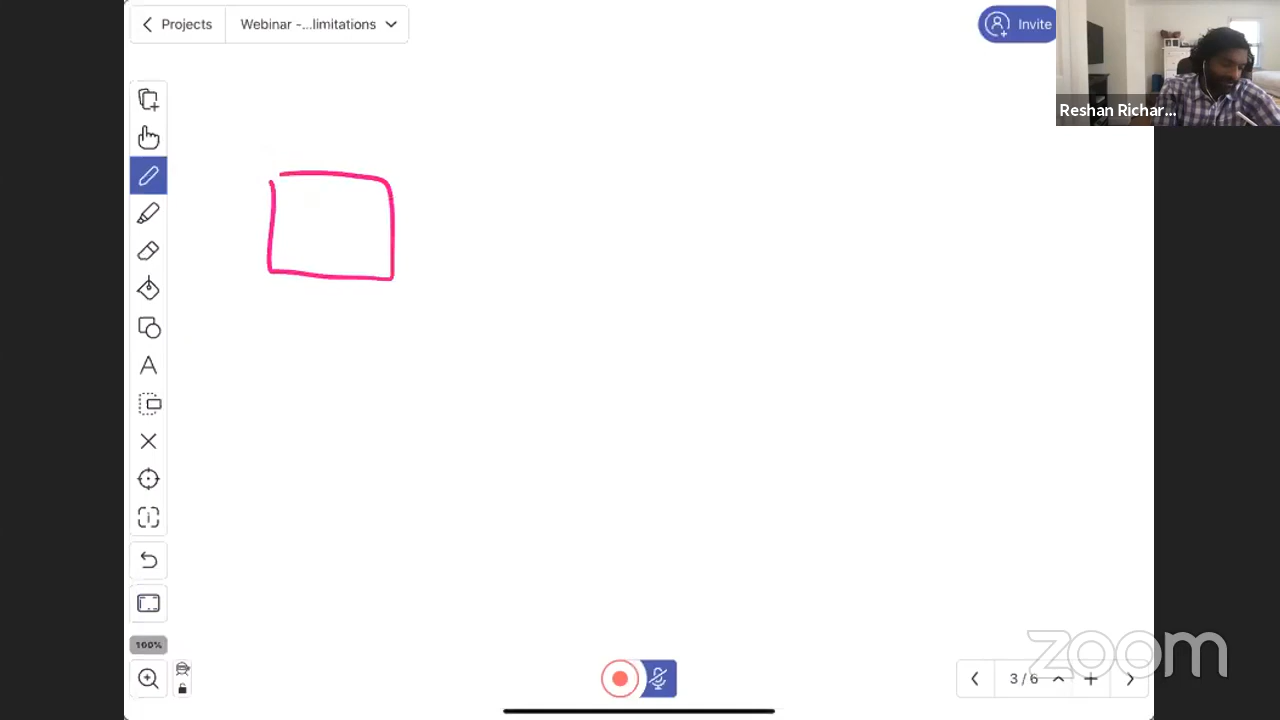 Projects
Webinar -...limitations
Invite
Reshan Richar...
A
100%
3/6
zoom